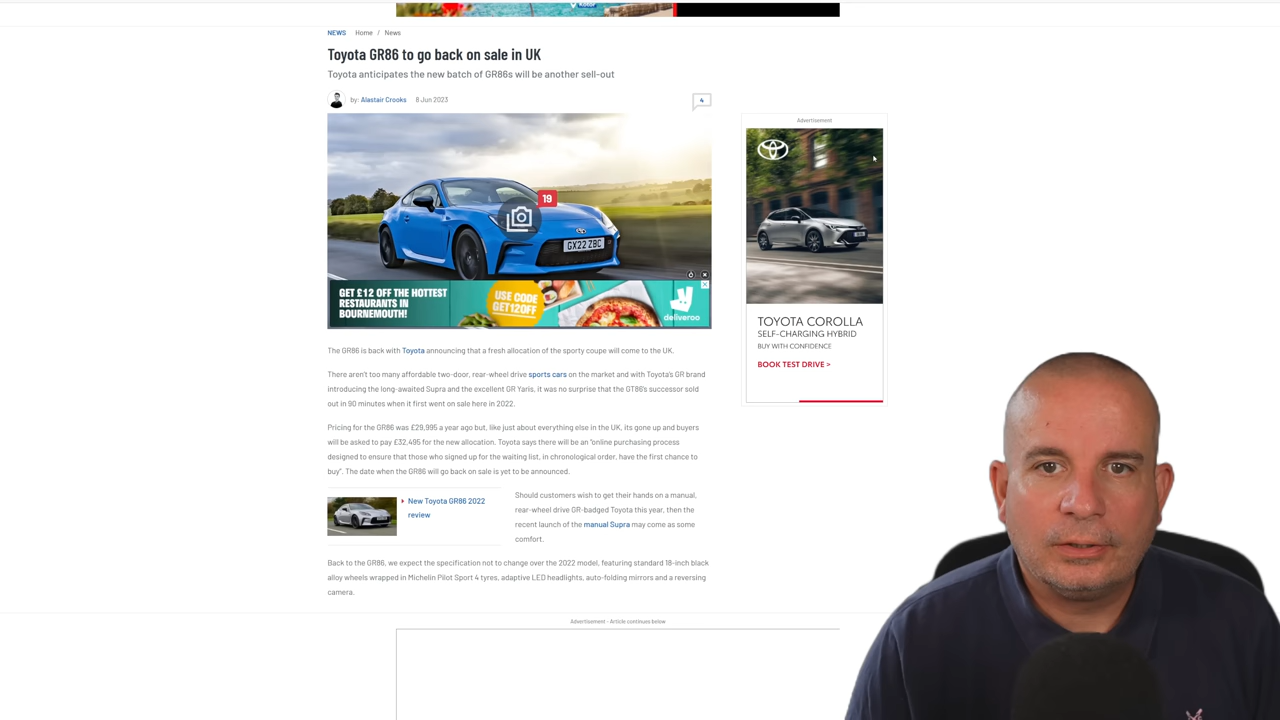 NEWS Home / News
Toyota GR86 to go back on sale in UK
Toyota anticipates the new batch of GR86s will be another sell-out
by: Alastair Crooks 8 Jun 2023
4
19
GX22 ZBC
GET £12 OFF THE HOTTEST
RESTAURANTS IN
BOURNEMOUTH!
USE CODE
GET12OFF
deliveroo
The GR86 is back with Toyota announcing that a fresh allocation of the sporty coupe will come to the UK.
There aren't too many affordable two-door, rear-wheel drive sports cars on the market and with Toyota's GR brand
introducing the long-awaited Supra and the excellent GR Yaris, it was no surprise that the GT86's successor sold
out in 90 minutes when it first went on sale here in 2022.
Pricing for the GR86 was £29,995 a year ago but, like just about everything else in the UK, its gone up and buyers
will be asked to pay £32,495 for the new allocation. Toyota says there will be an "online purchasing process
designed to ensure that those who signed up for the waiting list, in chronological order, have the first chance to
buy". The date when the GR86 will go back on sale is yet to be announced.
New Toyota GR86 2022
review
Should customers wish to get their hands on a manual,
rear-wheel drive GR-badged Toyota this year, then the
recent launch of the manual Supra may come as some
comfort.
Back to the GR86, we expect the specification not to change over the 2022 model, featuring standard 18-inch black
alloy wheels wrapped in Michelin Pilot Sport 4 tyres, adaptive LED headlights, auto-folding mirrors and a reversing
camera.
Advertisement - Article continues below
Advertisement
TOYOTA COROLLA
SELF-CHARGING HYBRID
BUY WITH CONFIDENCE
BOOK TEST DRIVE >